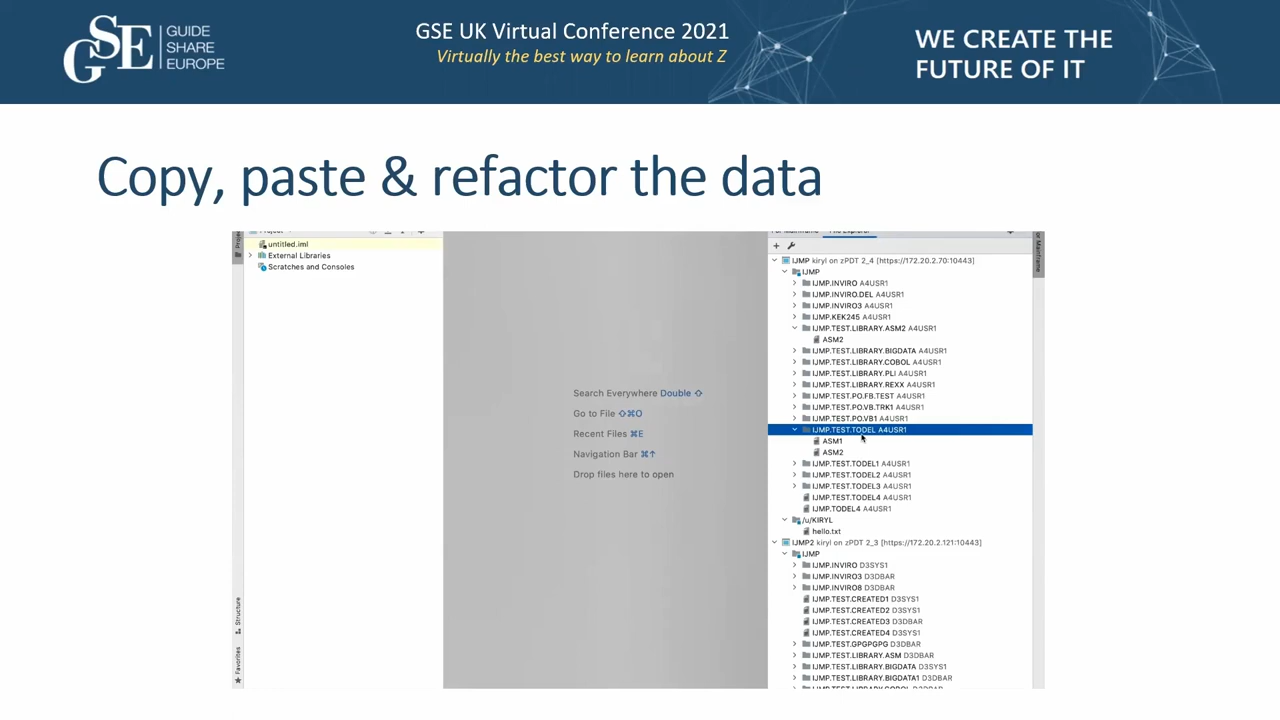 GSE
GUIDE
SHARE
EUROPE
GSE UK Virtual Conference 2021
Virtually the best way to learn about Z
WE CREATE THE
FUTURE OF IT
Copy, paste & refactor the data
untitled.iml
External Libraries
Scratches and Consoles
Structure
Favorites
Search Everywhere Double ⇧
Go to File ⇧⌘O
Recent Files ⌘E
Navigation Bar ⌘↑
Drop files here to open
File Explorer
IJMP kiryl on zPDT 2_4 [https://172.20.2.70:10443]
IJMP
IJMP.INVIRO A4USR1
IJMP.INVIRO.DEL A4USR1
IJMP.INVIRO3 A4USR1
IJMP.KEK245 A4USR1
IJMP.TEST.LIBRARY.ASM2 A4USR1
ASM2
IJMP.TEST.LIBRARY.BIGDATA A4USR1
IJMP.TEST.LIBRARY.COBOL A4USR1
IJMP.TEST.LIBRARY.PLI A4USR1
IJMP.TEST.LIBRARY.REXX A4USR1
IJMP.TEST.PO.FB.TEST A4USR1
IJMP.TEST.PO.VB.TRK1 A4USR1
IJMP.TEST.PO.VB1 A4USR1
IJMP.TEST.TODEL A4USR1
ASM1
ASM2
IJMP.TEST.TODEL1 A4USR1
IJMP.TEST.TODEL2 A4USR1
IJMP.TEST.TODEL3 A4USR1
IJMP.TEST.TODEL4 A4USR1
IJMP.TODEL4 A4USR1
/u/KIRYL
hello.txt
IJMP2 kiryl on zPDT 2_3 [https://172.20.2.121:10443]
IJMP
IJMP.INVIRO D3SYS1
IJMP.INVIRO3 D3DBAR
IJMP.INVIRO8 D3DBAR
IJMP.TEST.CREATED1 D3SYS1
IJMP.TEST.CREATED2 D3SYS1
IJMP.TEST.CREATED3 D3DBAR
IJMP.TEST.CREATED4 D3SYS1
IJMP.TEST.GPGPGPG D3DBAR
IJMP.TEST.LIBRARY.ASM D3DBAR
IJMP.TEST.LIBRARY.BIGDATA D3SYS1
IJMP.TEST.LIBRARY.BIGDATA1 D3DBAR